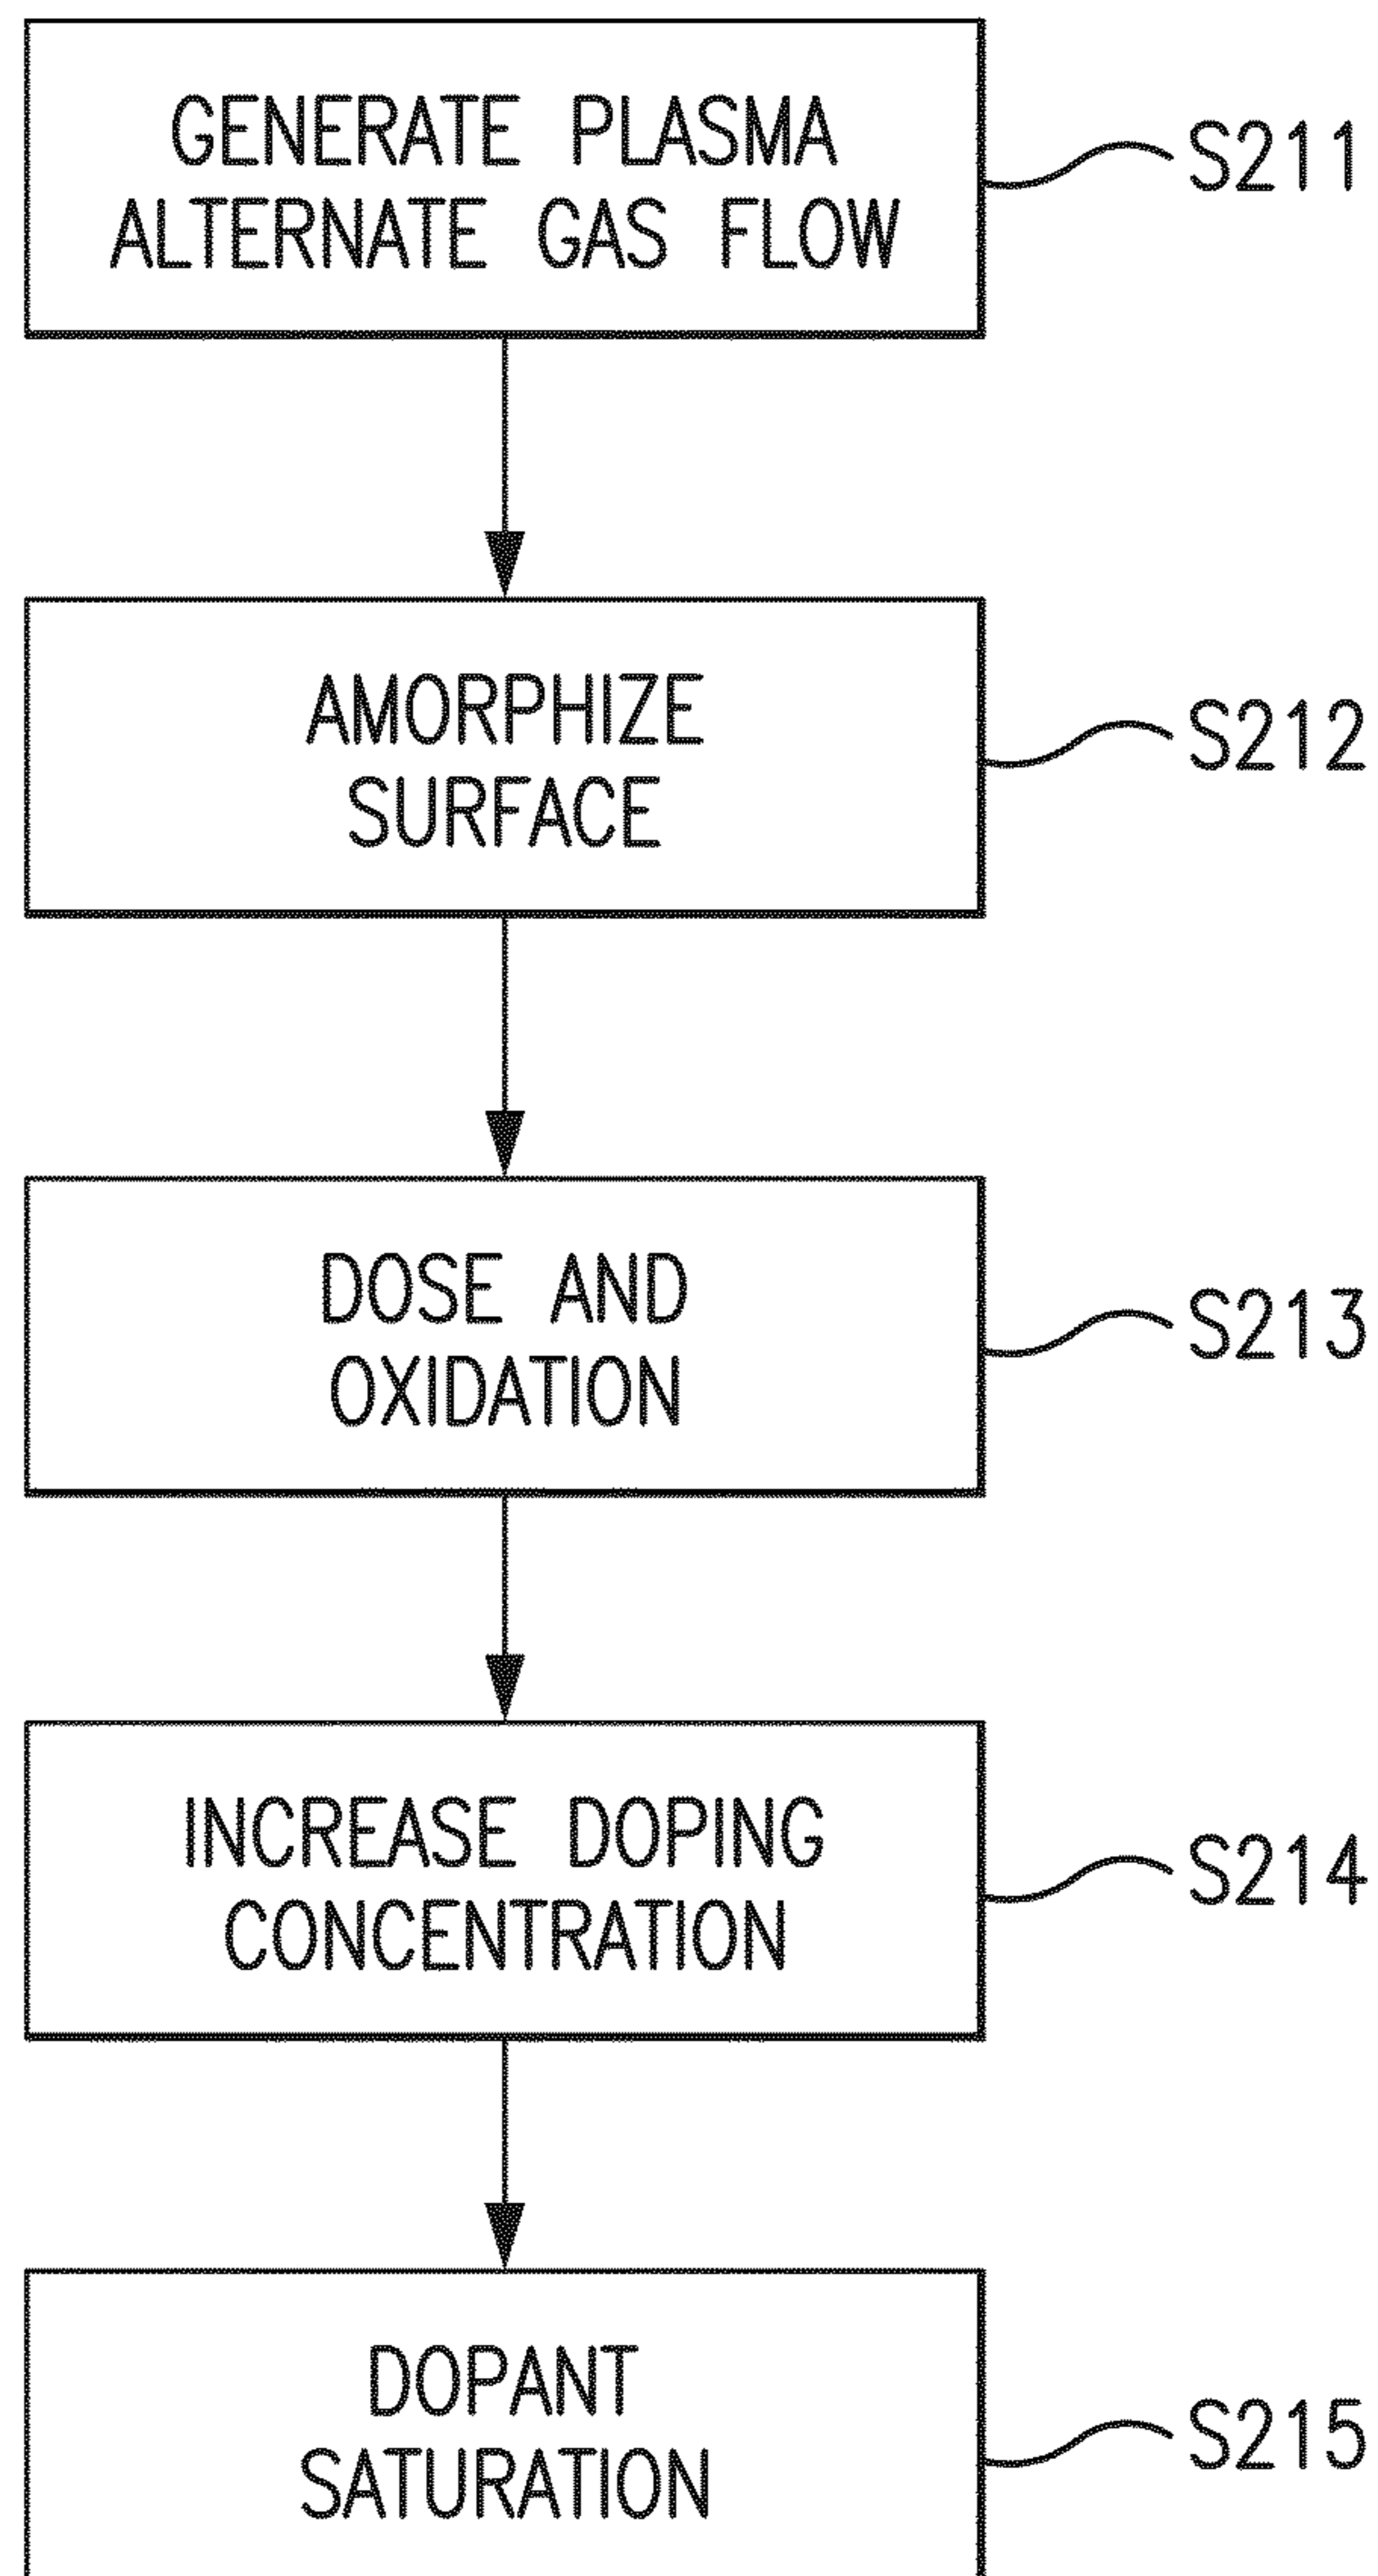 GENERATE PLASMA
ALTERNATE GAS FLOW
S211
AMORPHIZE
SURFACE
S212
DOSE AND
OXIDATION
S213
INCREASE DOPING
CONCENTRATION
S214
DOPANT
SATURATION
S215